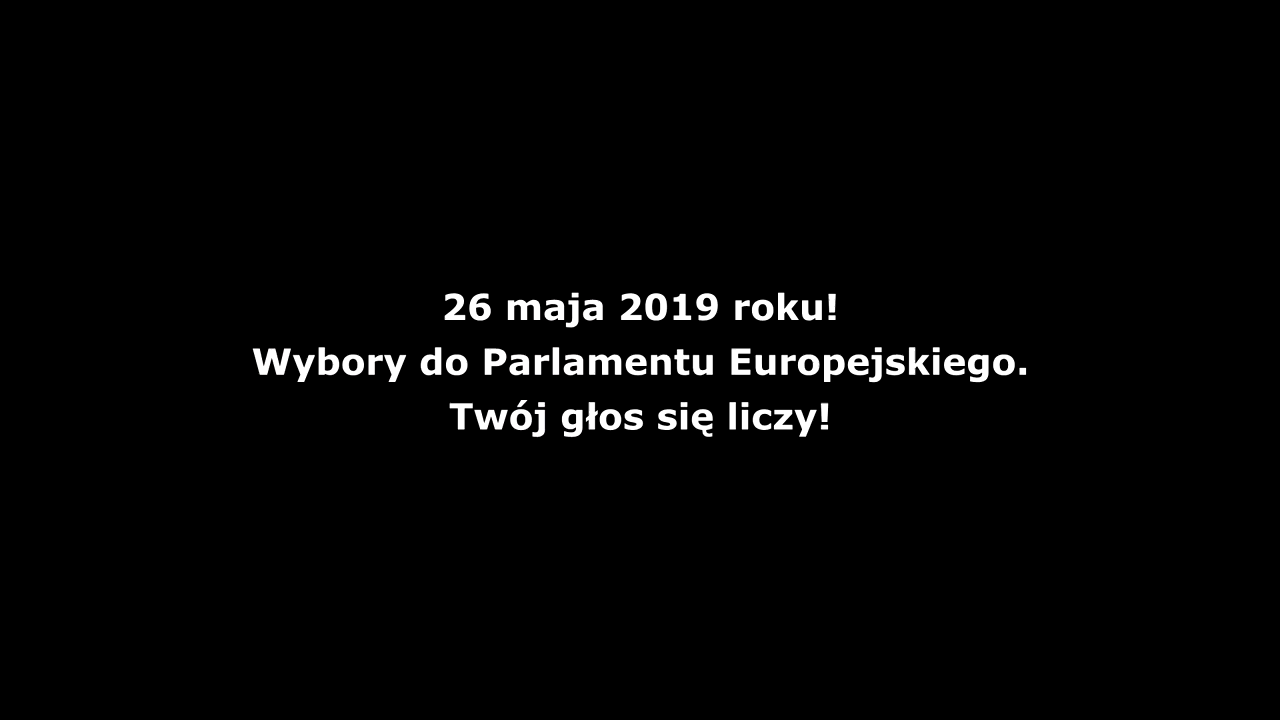 26 maja 2019 roku!
Wybory do Parlamentu Europejskiego.
Twój głos się liczy!